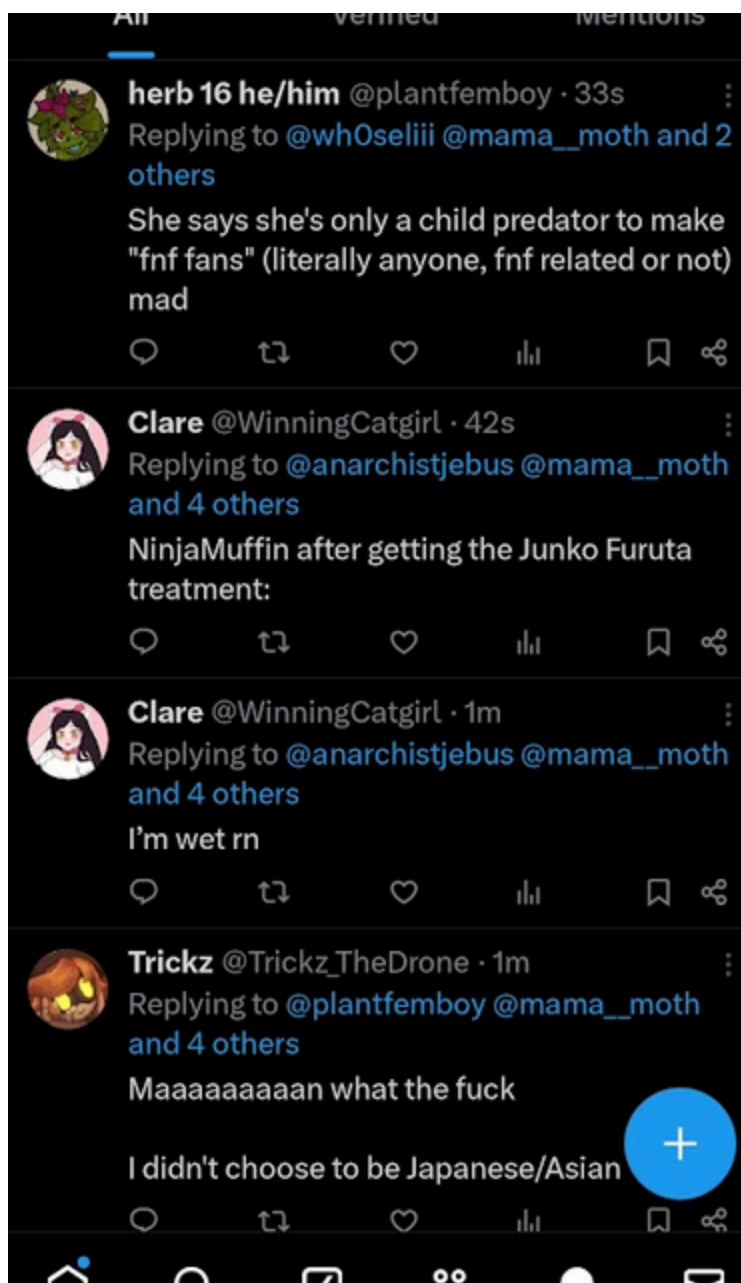 All Verified Mentions
herb 16 he/him @plantfemboy · 33s
Replying to @wh0seliii @mama__moth and 2
others
She says she's only a child predator to make
"fnf fans" (literally anyone, fnf related or not)
mad
Clare @WinningCatgirl · 42s
Replying to @anarchistjebus @mama__moth
and 4 others
NinjaMuffin after getting the Junko Furuta
treatment:
Clare @WinningCatgirl · 1m
Replying to @anarchistjebus @mama__moth
and 4 others
I’m wet rn
Trickz @Trickz_TheDrone · 1m
Replying to @plantfemboy @mama__moth
and 4 others
Maaaaaaaaan what the fuck
I didn't choose to be Japanese/Asian